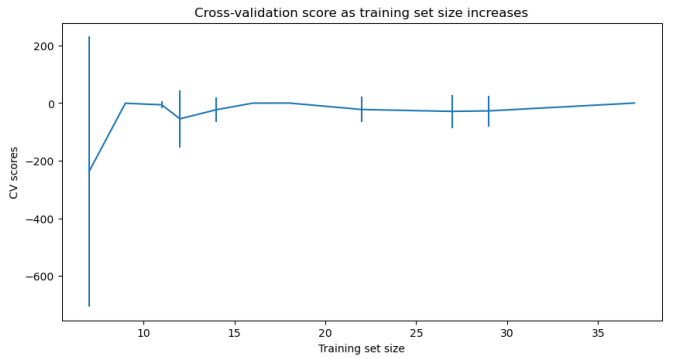 Cross-validation score as training set size increases
CV scores
200
0
−200
−400
−600
10 15 20 25 30 35
Training set size